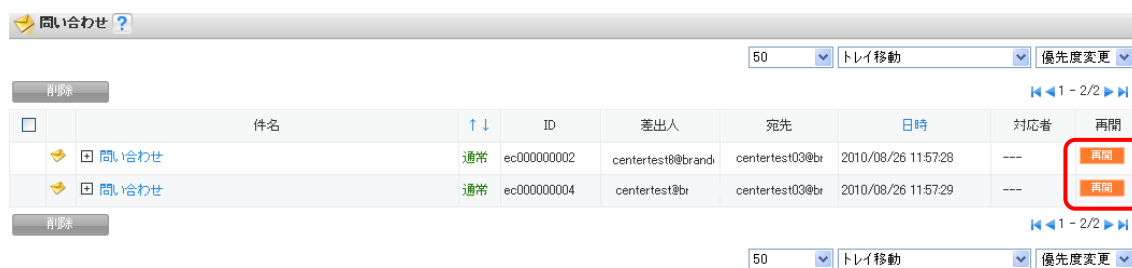 問い合わせ ?
50 トレイ移動 優先度変更
削除 1 - 2/2
件名 ↑↓ ID 差出人 宛先 日時 対応者 再開
問い合わせ 通常 ec000000002 centertest8@brand centertest03@br 2010/08/26 11:57:28 --- 再開
問い合わせ 通常 ec000000004 centertest@br centertest03@br 2010/08/26 11:57:29 --- 再開
削除 1 - 2/2
50 トレイ移動 優先度変更